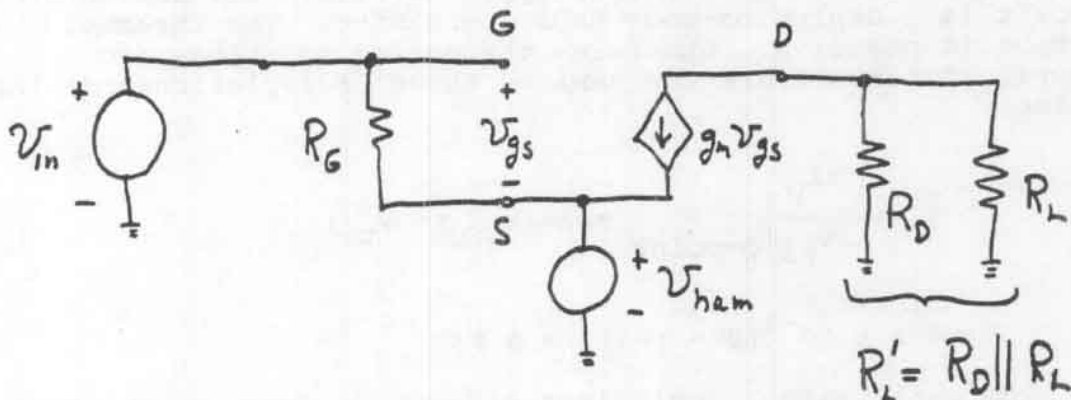 G
D
+
v_in
-
R_G
+
v_gs
-
S
g_m v_gs
R_D
R_L
+
v_ham
-
R'_L = R_D || R_L